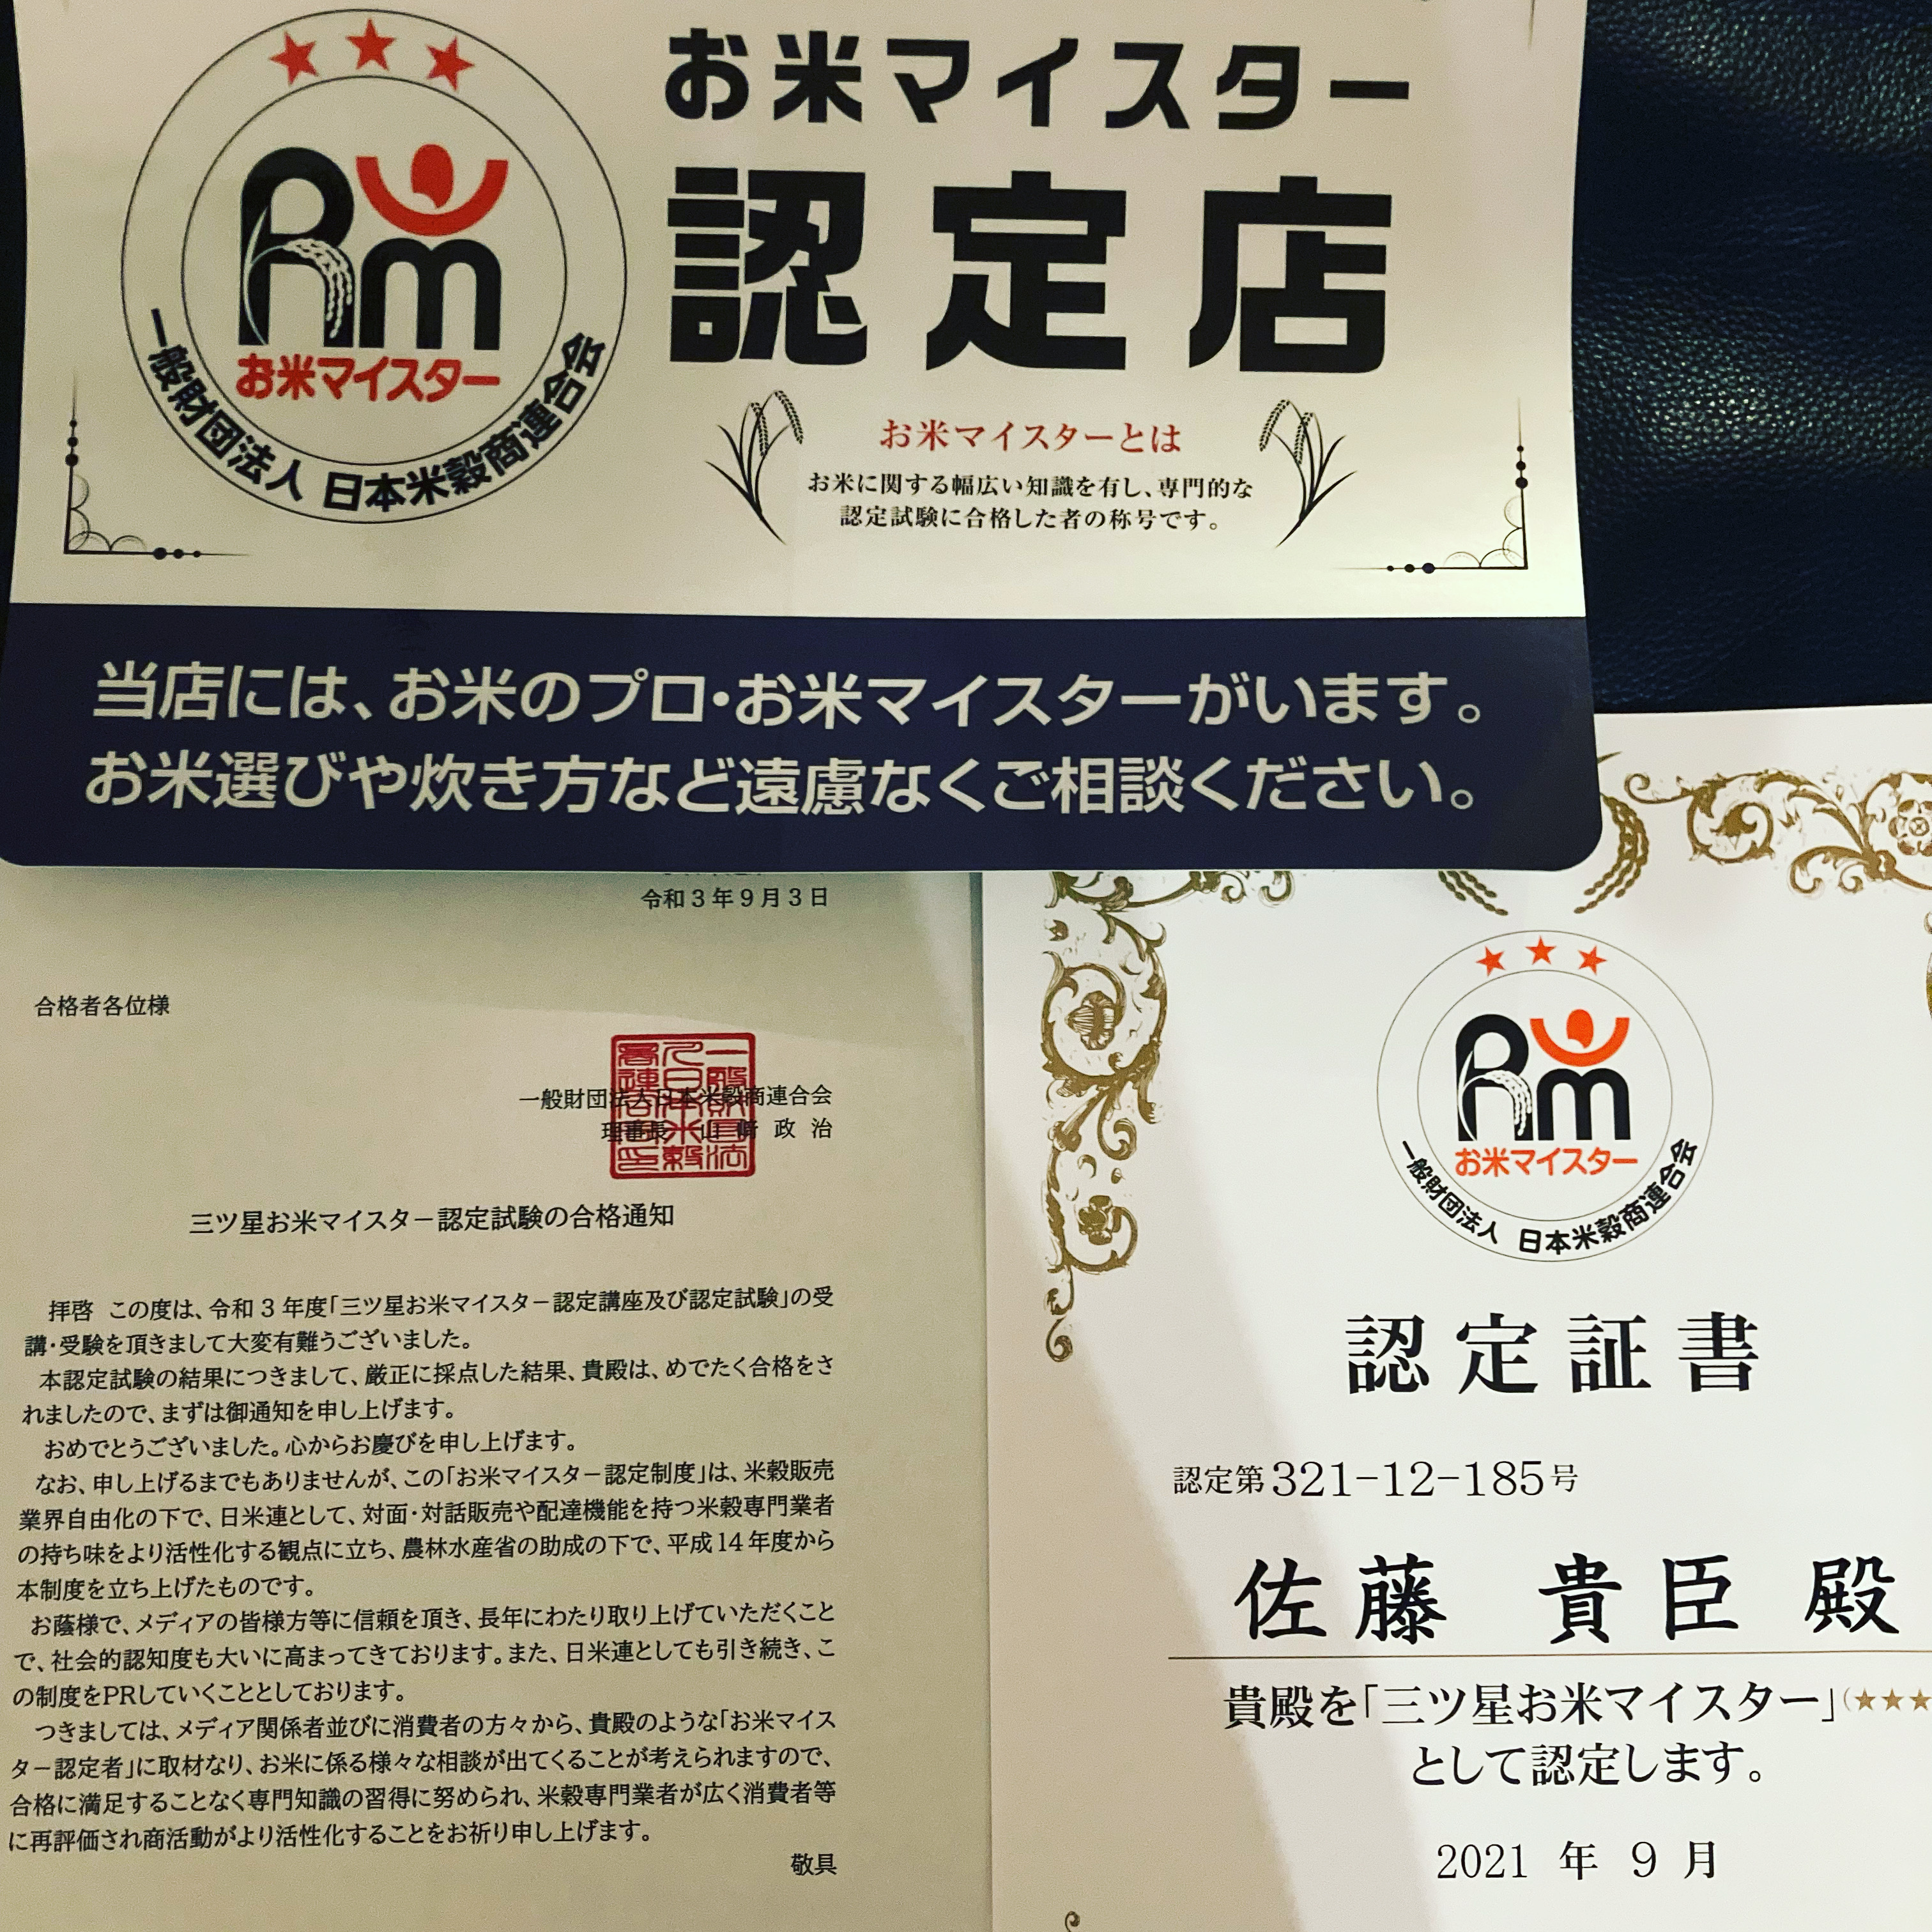 お米マイスター
認定店
お米マイスター
一般財団法人 日本米穀商連合会
お米マイスターとは
お米に関する幅広い知識を有し、専門的な
認定試験に合格した者の称号です。
当店には、お米のプロ・お米マイスターがいます。
お米選びや炊き方など遠慮なくご相談ください。
令和3年9月3日
合格者各位様
一般財団法人日本米穀商連合会
理事長 山﨑 政 治
三ツ星お米マイスター認定試験の合格通知
拝啓 この度は、令和3年度「三ツ星お米マイスター認定講座及び認定試験」の受
講・受験を頂きまして大変有難うございました。
本認定試験の結果につきまして、厳正に採点した結果、貴殿は、めでたく合格をさ
れましたので、まずは御通知を申し上げます。
おめでとうございました。心からお慶びを申し上げます。
なお、申し上げるまでもありませんが、この「お米マイスター認定制度」は、米穀販売
業界自由化の下で、日米連として、対面・対話販売や配達機能を持つ米穀専門業者
の持ち味をより活性化する観点に立ち、農林水産省の助成の下で、平成14年度から
本制度を立ち上げたものです。
お蔭様で、メディアの皆様方等に信頼を頂き、長年にわたり取り上げていただくこと
で、社会的認知度も大いに高まってきております。また、日米連としても引き続き、こ
の制度をPRしていくこととしております。
つきましては、メディア関係者並びに消費者の方々から、貴殿のような「お米マイス
ター認定者」に取材なり、お米に係る様々な相談が出てくることが考えられますので、
合格に満足することなく専門知識の習得に努められ、米穀専門業者が広く消費者等
に再評価され商活動がより活性化することをお祈り申し上げます。
敬具
Rm
お米マイスター
一般財団法人 日本米穀商連合会
認定証書
認定第321-12-185号
佐藤 貴臣 殿
貴殿を「三ツ星お米マイスター」(★★★
として認定します。
2021 年 9 月